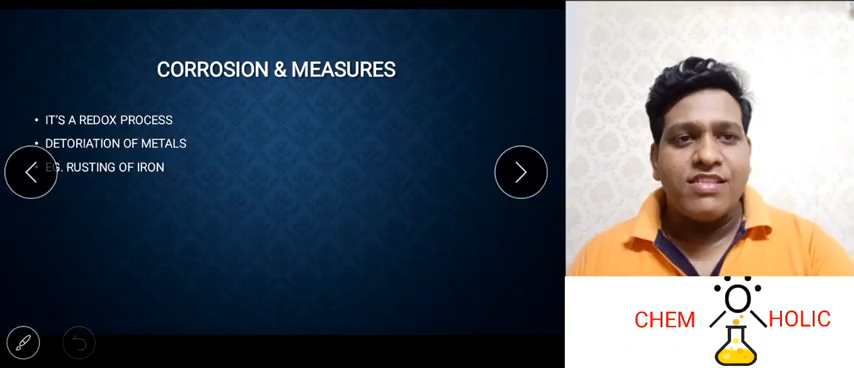 CORROSION & MEASURES
• IT'S A REDOX PROCESS
• DETORIATION OF METALS
• EG. RUSTING OF IRON
CHEM HOLIC